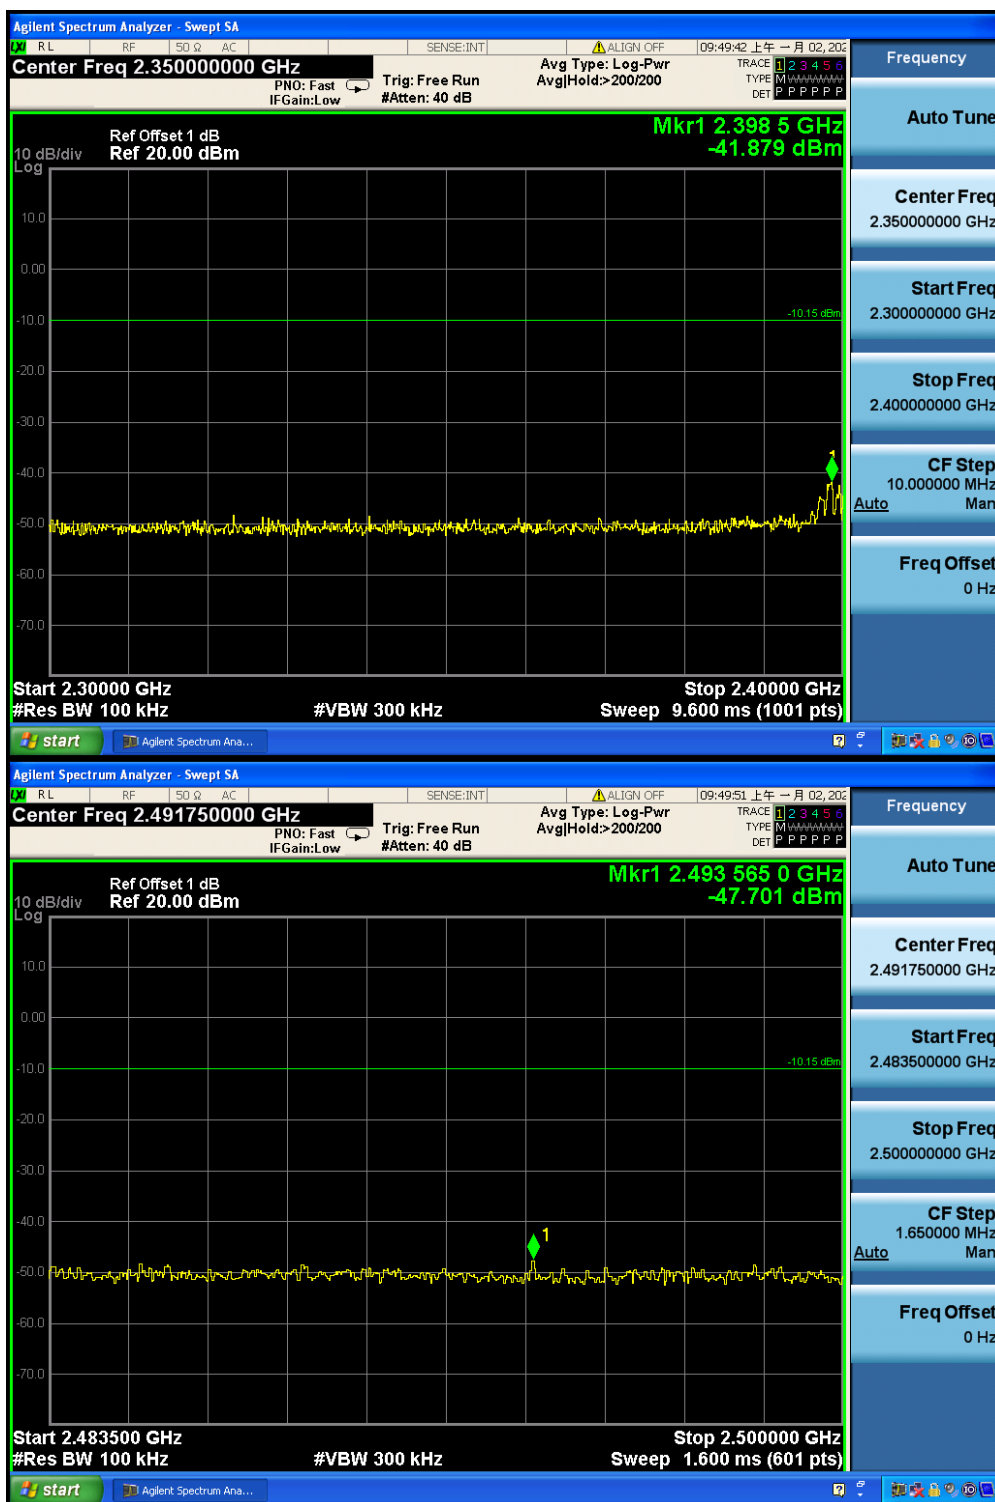 Agilent Spectrum Analyzer - Swept SA
LXI RL RF 50 Ω AC SENSE:INT ALIGN OFF 09:49:42 上午 一月 02, 202
Center Freq 2.350000000 GHz
PNO: Fast
IFGain:Low
Trig: Free Run
#Atten: 40 dB
Avg Type: Log-Pwr
Avg|Hold:>200/200
TRACE 1 2 3 4 5 6
TYPE M
DET P P P P P P
Mkr1 2.398 5 GHz
-41.879 dBm
Ref Offset 1 dB
10 dB/div Ref 20.00 dBm
Log
10.0
0.00
-10.0
-10.15 dBm
-20.0
-30.0
-40.0
1
-50.0
-60.0
-70.0
Start 2.30000 GHz Stop 2.40000 GHz
#Res BW 100 kHz #VBW 300 kHz Sweep 9.600 ms (1001 pts)
Frequency
Auto Tune
Center Freq
2.350000000 GHz
Start Freq
2.300000000 GHz
Stop Freq
2.400000000 GHz
CF Step
10.000000 MHz
Auto Man
Freq Offset
0 Hz
start Agilent Spectrum Ana...
Agilent Spectrum Analyzer - Swept SA
LXI RL RF 50 Ω AC SENSE:INT ALIGN OFF 09:49:51 上午 一月 02, 202
Center Freq 2.491750000 GHz
PNO: Fast
IFGain:Low
Trig: Free Run
#Atten: 40 dB
Avg Type: Log-Pwr
Avg|Hold:>200/200
TRACE 1 2 3 4 5 6
TYPE M
DET P P P P P P
Mkr1 2.493 565 0 GHz
-47.701 dBm
Ref Offset 1 dB
10 dB/div Ref 20.00 dBm
Log
10.0
0.00
-10.0
-10.15 dBm
-20.0
-30.0
-40.0
1
-50.0
-60.0
-70.0
Start 2.483500 GHz Stop 2.500000 GHz
#Res BW 100 kHz #VBW 300 kHz Sweep 1.600 ms (601 pts)
Frequency
Auto Tune
Center Freq
2.491750000 GHz
Start Freq
2.483500000 GHz
Stop Freq
2.500000000 GHz
CF Step
1.650000 MHz
Auto Man
Freq Offset
0 Hz
start Agilent Spectrum Ana...